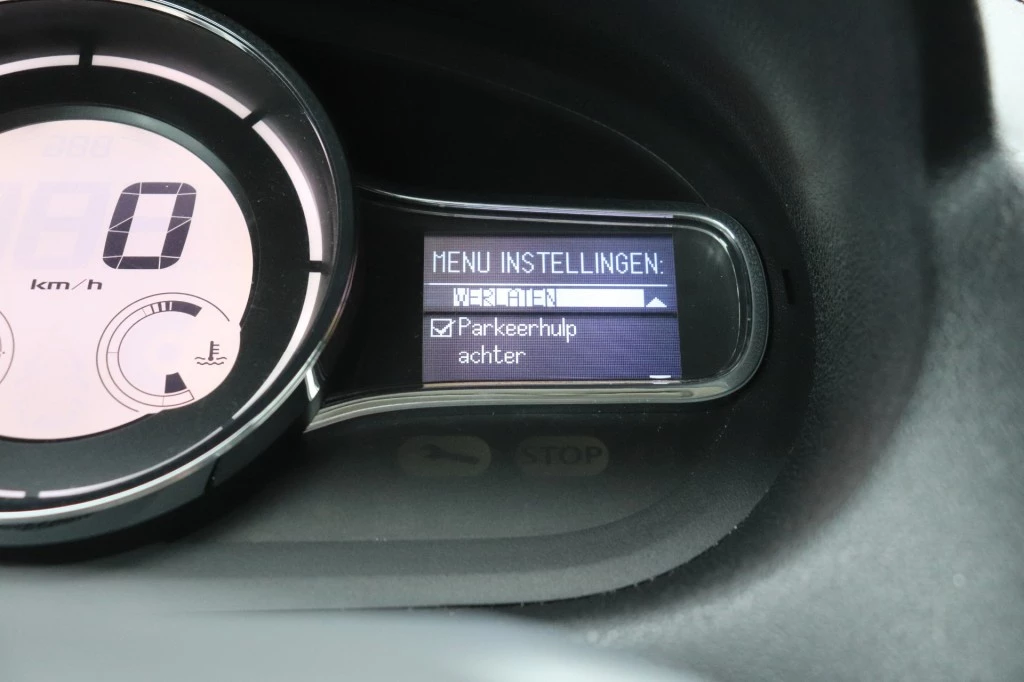 0
km/h
MENU INSTELLINGEN:
VERLATEN
Parkeerhulp
achter
STOP